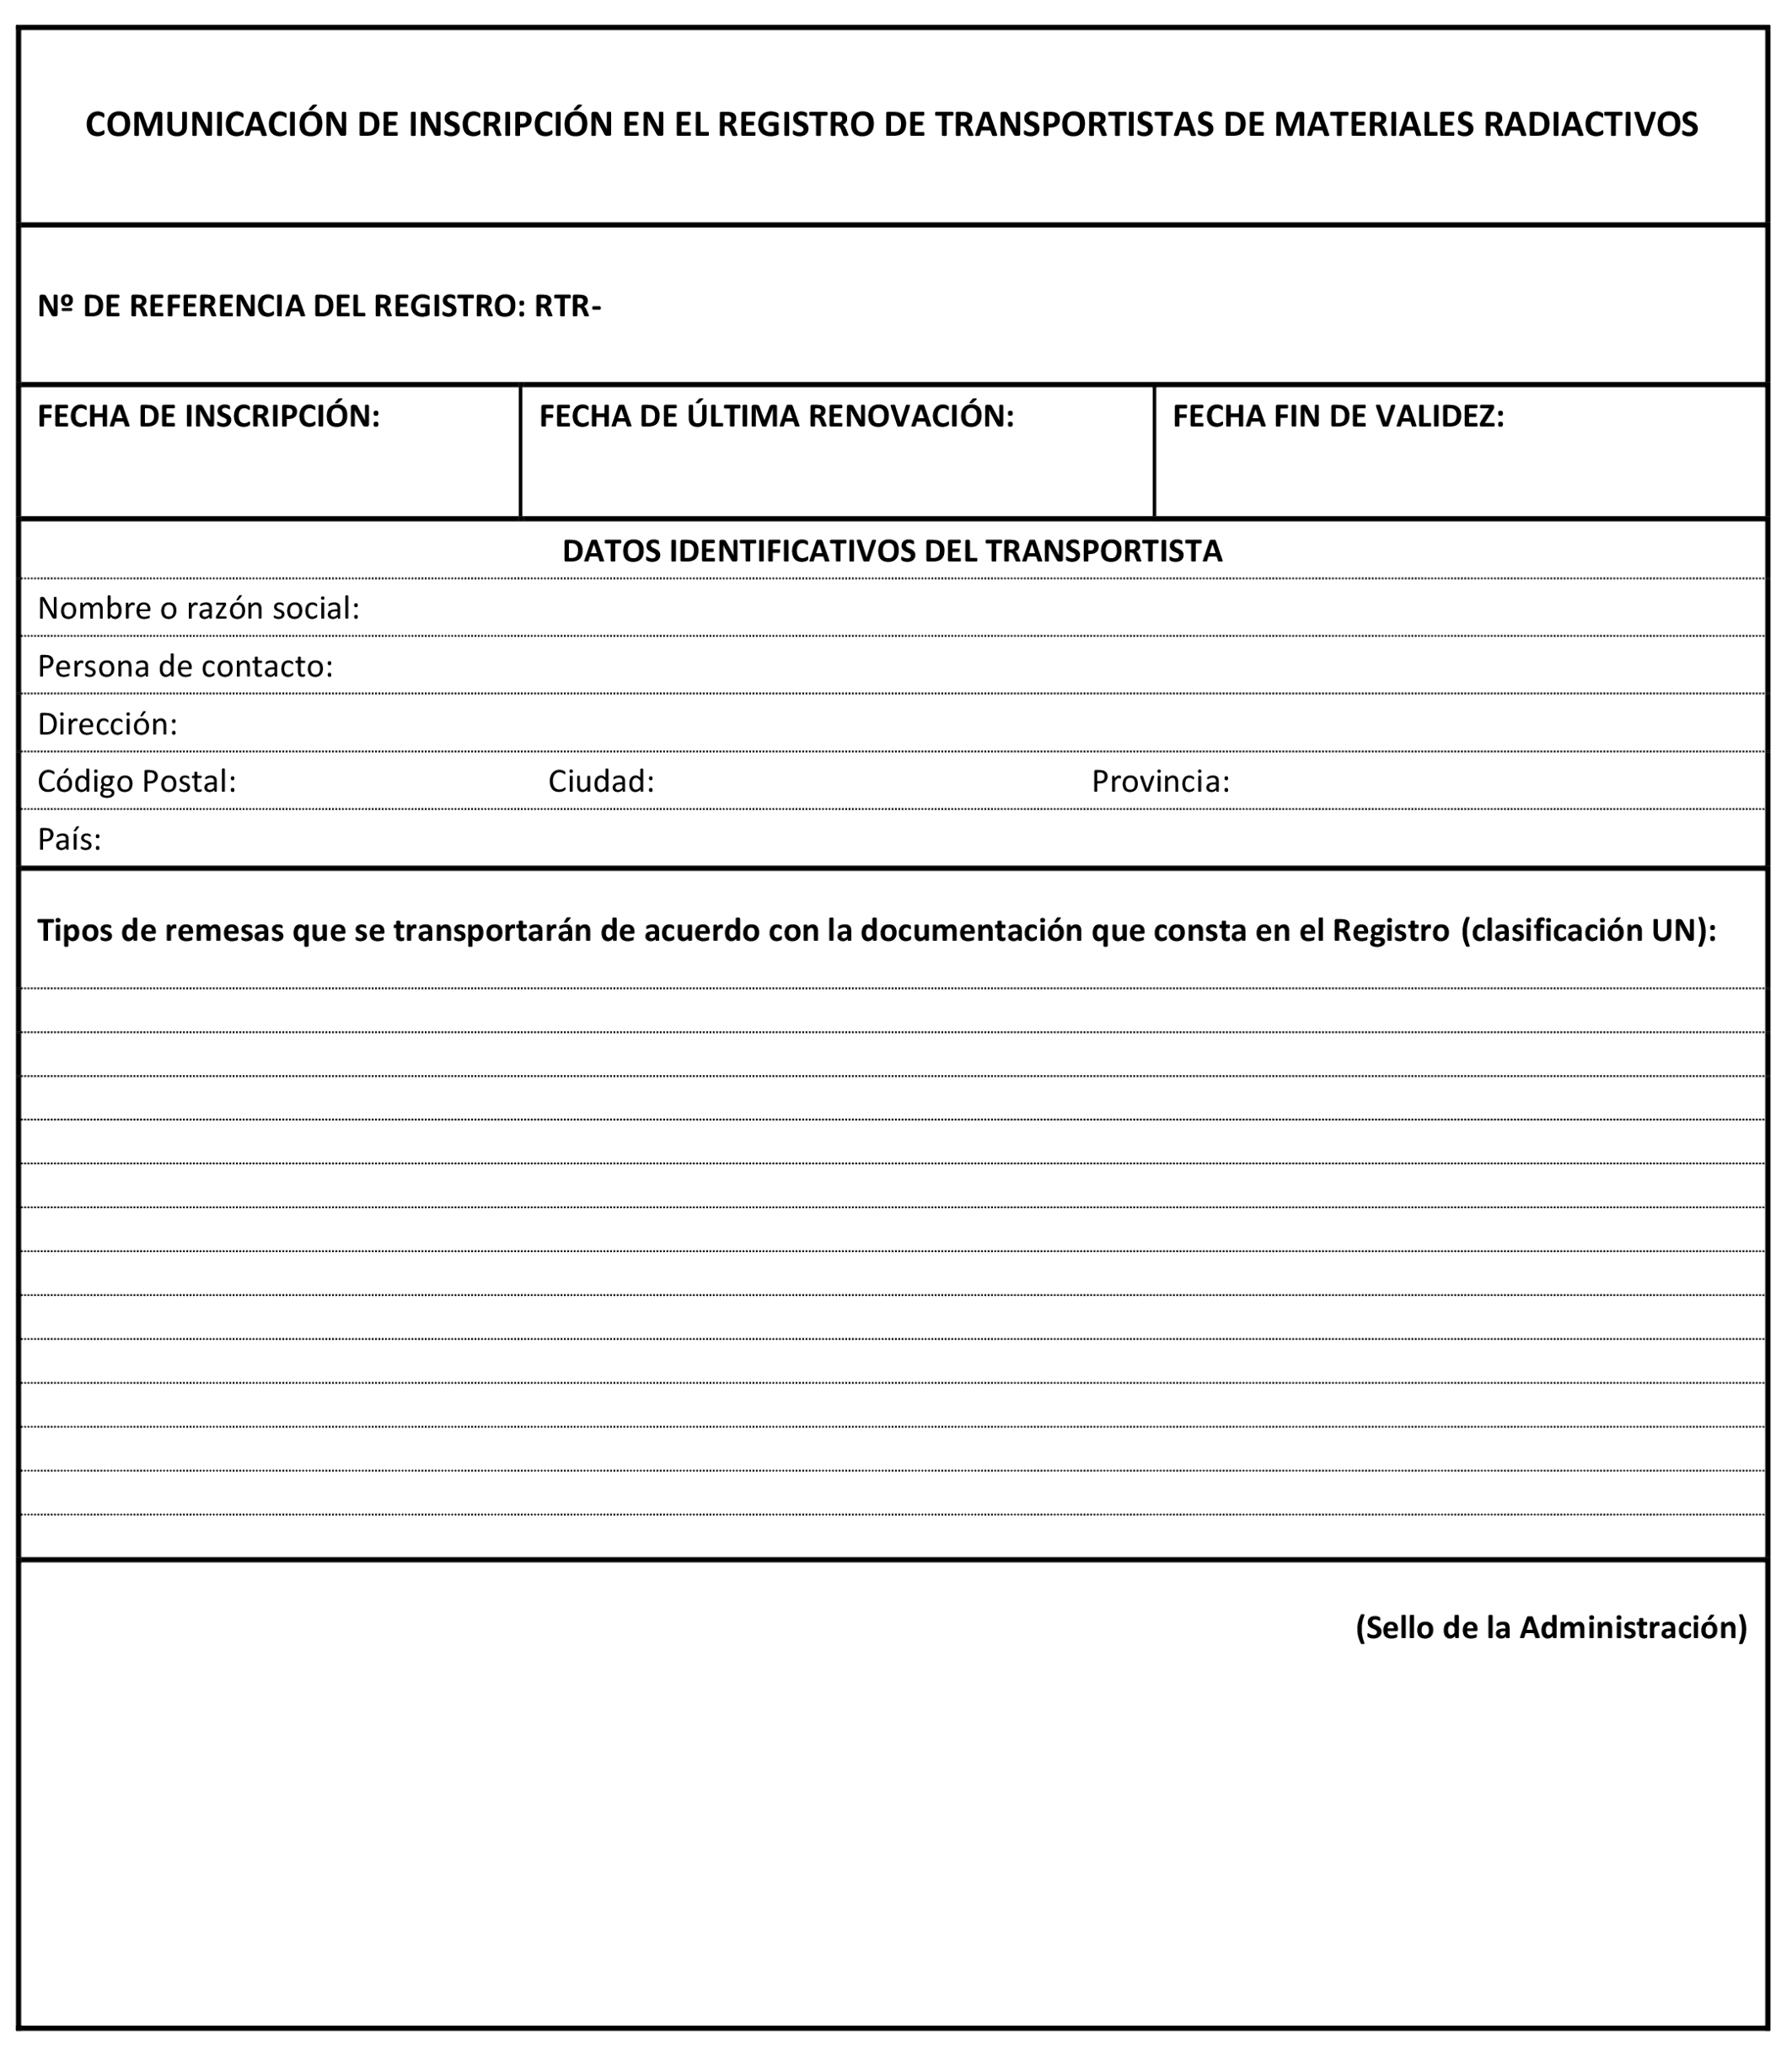 COMUNICACIÓN DE INSCRIPCIÓN EN EL REGISTRO DE TRANSPORTISTAS DE MATERIALES RADIACTIVOS
Nº DE REFERENCIA DEL REGISTRO: RTR-
FECHA DE INSCRIPCIÓN:
FECHA DE ÚLTIMA RENOVACIÓN:
FECHA FIN DE VALIDEZ:
DATOS IDENTIFICATIVOS DEL TRANSPORTISTA
Nombre o razón social:
Persona de contacto:
Dirección:
Código Postal: Ciudad: Provincia:
País:
Tipos de remesas que se transportarán de acuerdo con la documentación que consta en el Registro (clasificación UN):
(Sello de la Administración)